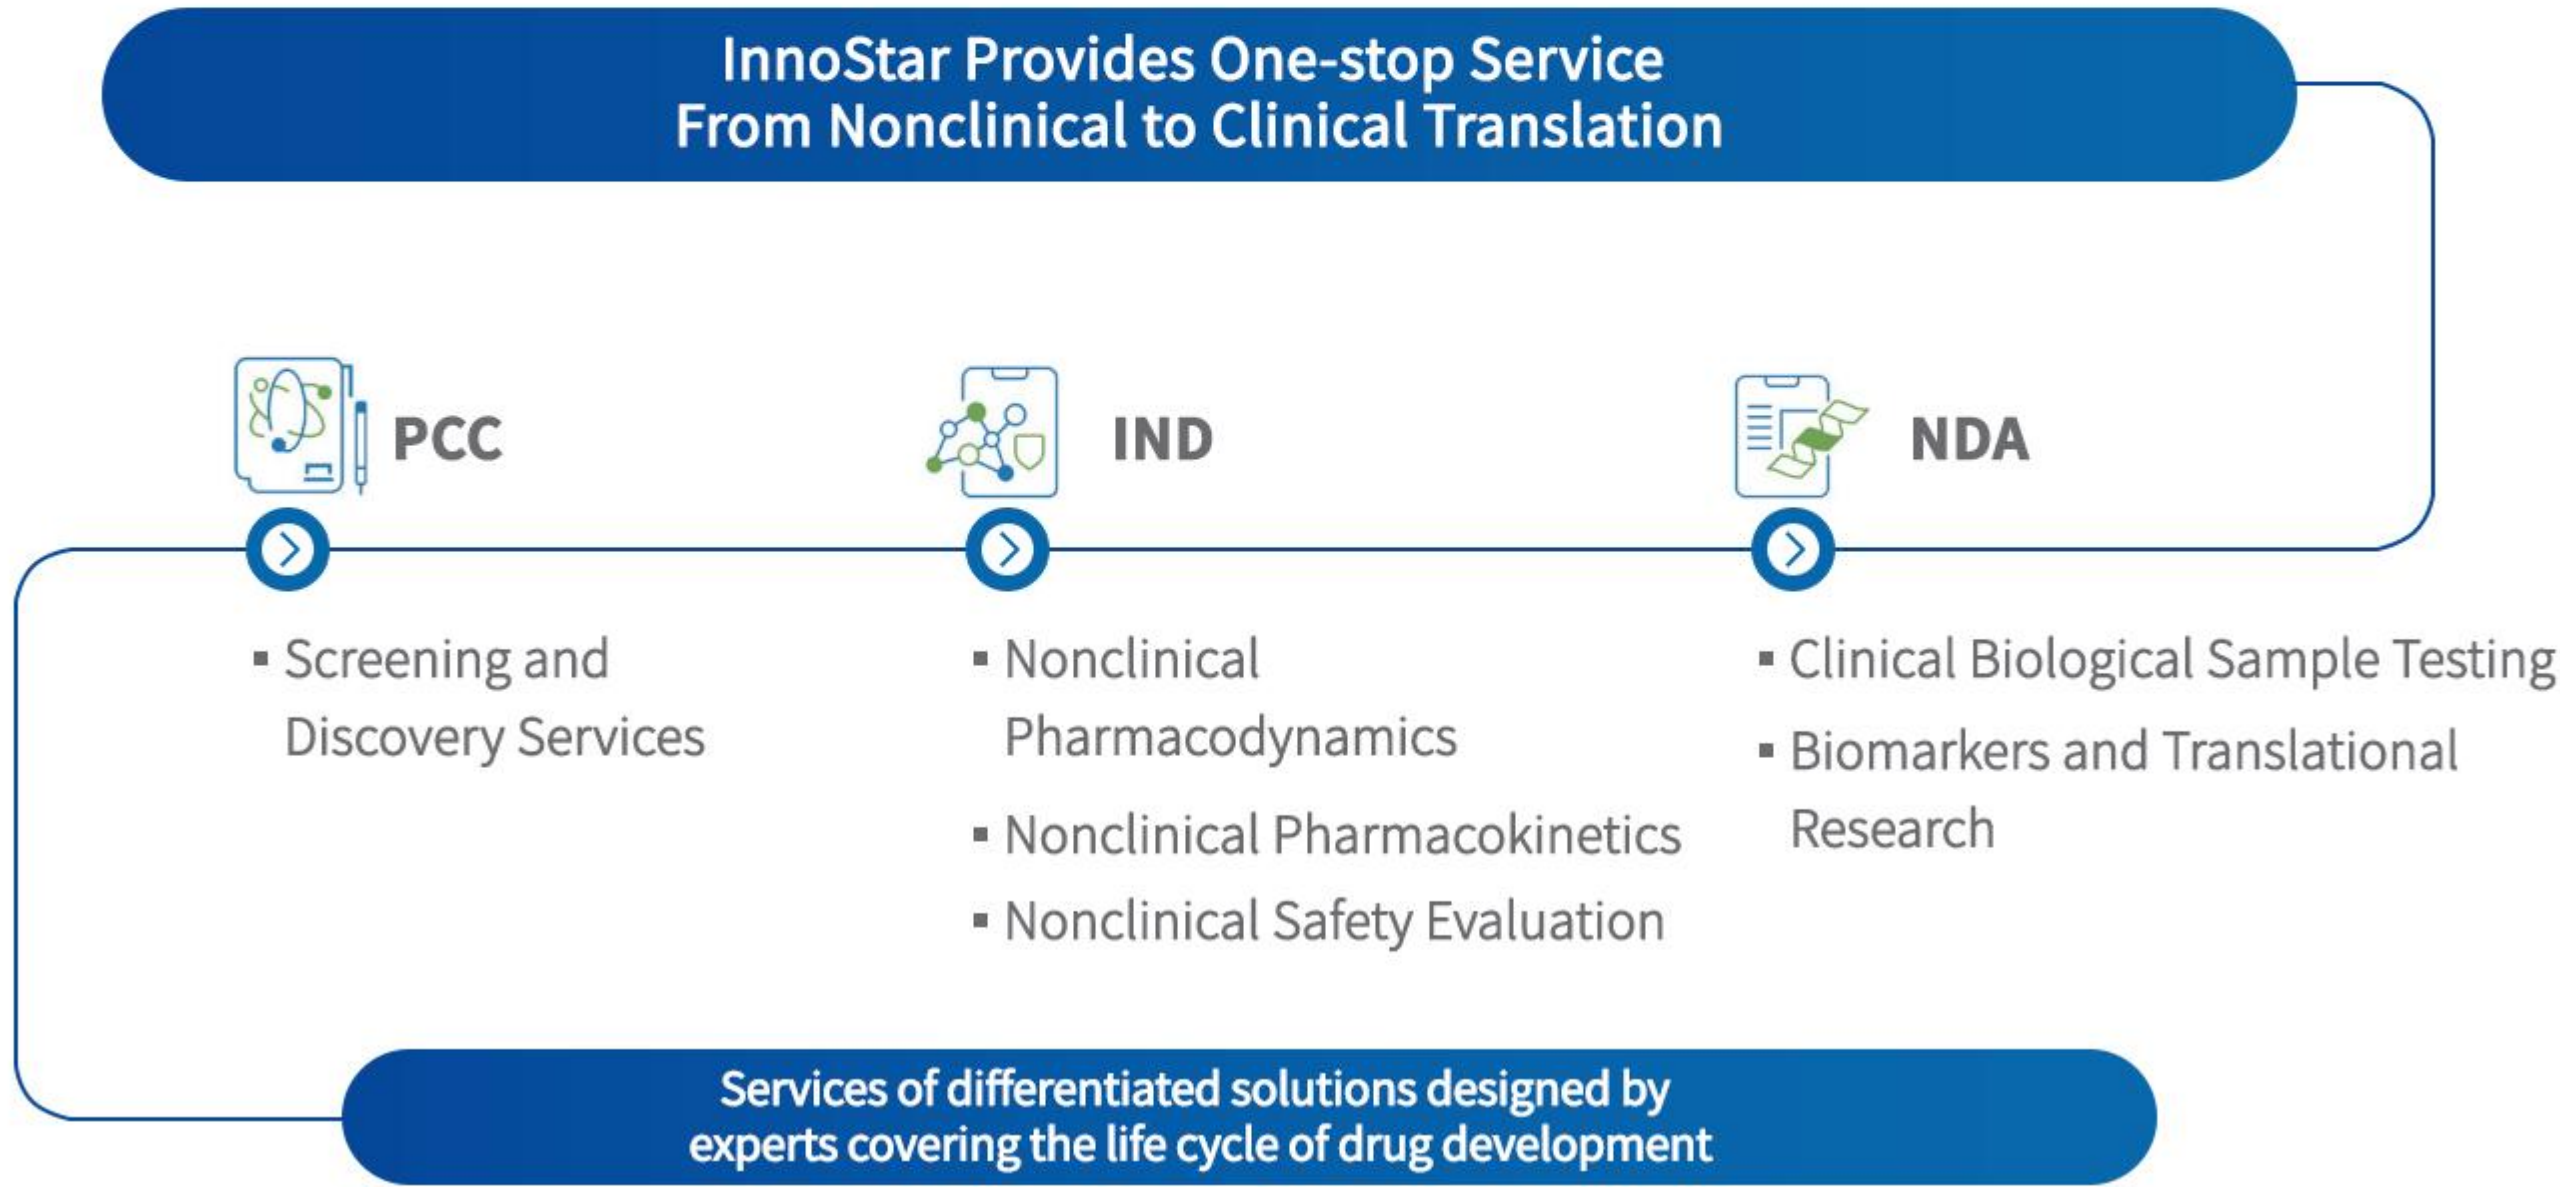 InnoStar Provides One-stop Service
From Nonclinical to Clinical Translation
PCC
IND
NDA
▪ Screening and
Discovery Services
▪ Nonclinical
Pharmacodynamics
▪ Nonclinical Pharmacokinetics
▪ Nonclinical Safety Evaluation
▪ Clinical Biological Sample Testing
▪ Biomarkers and Translational
Research
Services of differentiated solutions designed by
experts covering the life cycle of drug development